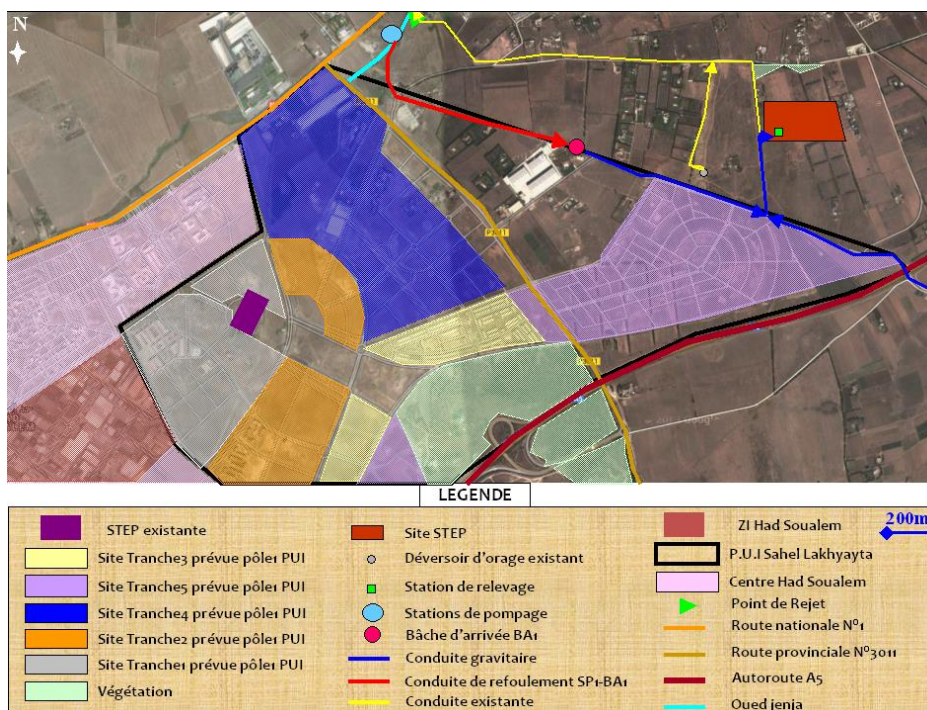 N
P3011
P3011
P3011
LEGENDE
STEP existante
Site Tranche3 prévue pôle1 PUI
Site Tranche5 prévue pôle1 PUI
Site Tranche4 prévue pôle1 PUI
Site Tranche2 prévue pôle1 PUI
Site Tranche1 prévue pôle1 PUI
Végétation
Site STEP
Déversoir d'orage existant
Station de relevage
Stations de pompage
Bâche d'arrivée BA1
Conduite gravitaire
Conduite de refoulement SP1-BA1
Conduite existante
ZI Had Soualem
200m
P.U.I Sahel Lakhyayta
Centre Had Soualem
Point de Rejet
Route nationale N°1
Route provinciale N°3011
Autoroute A5
Oued jenja